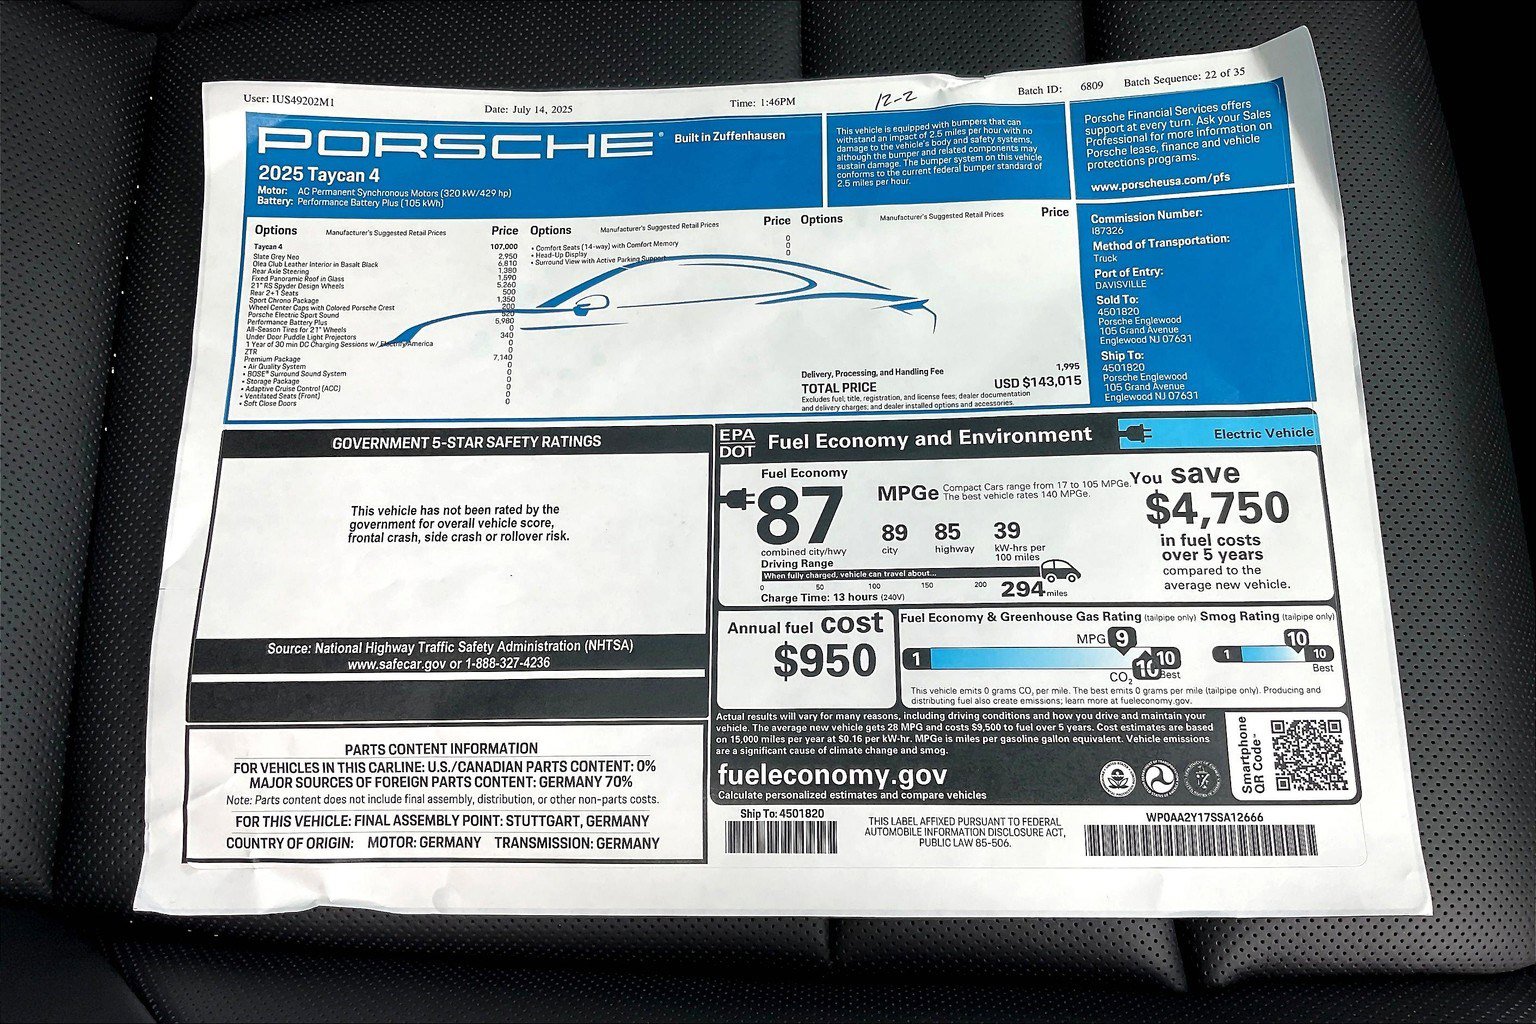 User: IUS49202M1
Date: July 14, 2025
Time: 1:46PM
12-2
Batch ID: 6809
Batch Sequence: 22 of 35
PORSCHE®
Built in Zuffenhausen
2025 Taycan 4
Motor: AC Permanent Synchronous Motors (320 kW/429 hp)
Battery: Performance Battery Plus (105 kWh)
This vehicle is equipped with bumpers that can
withstand an impact of 2.5 miles per hour with no
damage to the vehicle's body and safety systems,
although the bumper and related components may
sustain damage. The bumper system on this vehicle
conforms to the current federal bumper standard of
2.5 miles per hour.
Porsche Financial Services offers
support at every turn. Ask your Sales
Professional for more information on
Porsche lease, finance and vehicle
protections programs.
www.porscheusa.com/pfs
Options Manufacturer's Suggested Retail Prices Price
Taycan 4 107,000
Slate Grey Neo 2,950
Olea Club Leather Interior in Basalt Black 6,810
Rear Axle Steering 1,380
Fixed Panoramic Roof in Glass 1,590
21" RS Spyder Design Wheels 5,260
Rear 2+1 Seats 500
Sport Chrono Package 1,350
Wheel Center Caps with Colored Porsche Crest 200
Porsche Electric Sport Sound 520
Performance Battery Plus 5,980
All-Season Tires for 21" Wheels 0
Under Door Puddle Light Projectors 340
1 Year of 30 min DC Charging Sessions w/ Electrify America 0
ZTR 0
Premium Package 7,140
• Air Quality System 0
• BOSE® Surround Sound System 0
• Storage Package 0
• Adaptive Cruise Control (ACC) 0
• Ventilated Seats (Front) 0
• Soft Close Doors 0
Options Manufacturer's Suggested Retail Prices Price
• Comfort Seats (14-way) with Comfort Memory 0
• Head-Up Display 0
• Surround View with Active Parking Support 0
Options Manufacturer's Suggested Retail Prices Price
Delivery, Processing, and Handling Fee 1,995
TOTAL PRICE USD $143,015
Excludes fuel, title, registration, and license fees; dealer documentation
and delivery charges; and dealer installed options and accessories.
Commission Number:
I87326
Method of Transportation:
Truck
Port of Entry:
DAVISVILLE
Sold To:
4501820
Porsche Englewood
105 Grand Avenue
Englewood NJ 07631
Ship To:
4501820
Porsche Englewood
105 Grand Avenue
Englewood NJ 07631
GOVERNMENT 5-STAR SAFETY RATINGS
This vehicle has not been rated by the
government for overall vehicle score,
frontal crash, side crash or rollover risk.
Source: National Highway Traffic Safety Administration (NHTSA)
www.safecar.gov or 1-888-327-4236
PARTS CONTENT INFORMATION
FOR VEHICLES IN THIS CARLINE: U.S./CANADIAN PARTS CONTENT: 0%
MAJOR SOURCES OF FOREIGN PARTS CONTENT: GERMANY 70%
Note: Parts content does not include final assembly, distribution, or other non-parts costs.
FOR THIS VEHICLE: FINAL ASSEMBLY POINT: STUTTGART, GERMANY
COUNTRY OF ORIGIN: MOTOR: GERMANY TRANSMISSION: GERMANY
EPA
DOT
Fuel Economy and Environment
Electric Vehicle
Fuel Economy
87
MPGe
Compact Cars range from 17 to 105 MPGe.
The best vehicle rates 140 MPGe.
89 85 39
city highway kW-hrs per
100 miles
combined city/hwy
Driving Range
When fully charged, vehicle can travel about...
0 50 100 150 200 294 miles
Charge Time: 13 hours (240V)
You save
$4,750
in fuel costs
over 5 years
compared to the
average new vehicle.
Annual fuel cost
$950
Fuel Economy & Greenhouse Gas Rating (tailpipe only)
MPG 9
1 10
CO2 10 Best
Smog Rating (tailpipe only)
10
1 10
Best
This vehicle emits 0 grams CO2 per mile. The best emits 0 grams per mile (tailpipe only). Producing and
distributing fuel also create emissions; learn more at fueleconomy.gov.
Actual results will vary for many reasons, including driving conditions and how you drive and maintain your
vehicle. The average new vehicle gets 28 MPG and costs $9,500 to fuel over 5 years. Cost estimates are based
on 15,000 miles per year at $0.16 per kW-hr. MPGe is miles per gasoline gallon equivalent. Vehicle emissions
are a significant cause of climate change and smog.
fueleconomy.gov
Calculate personalized estimates and compare vehicles
Smartphone
QR Code™
Ship To: 4501820
THIS LABEL AFFIXED PURSUANT TO FEDERAL
AUTOMOBILE INFORMATION DISCLOSURE ACT,
PUBLIC LAW 85-506.
WP0AA2Y17SSA12666